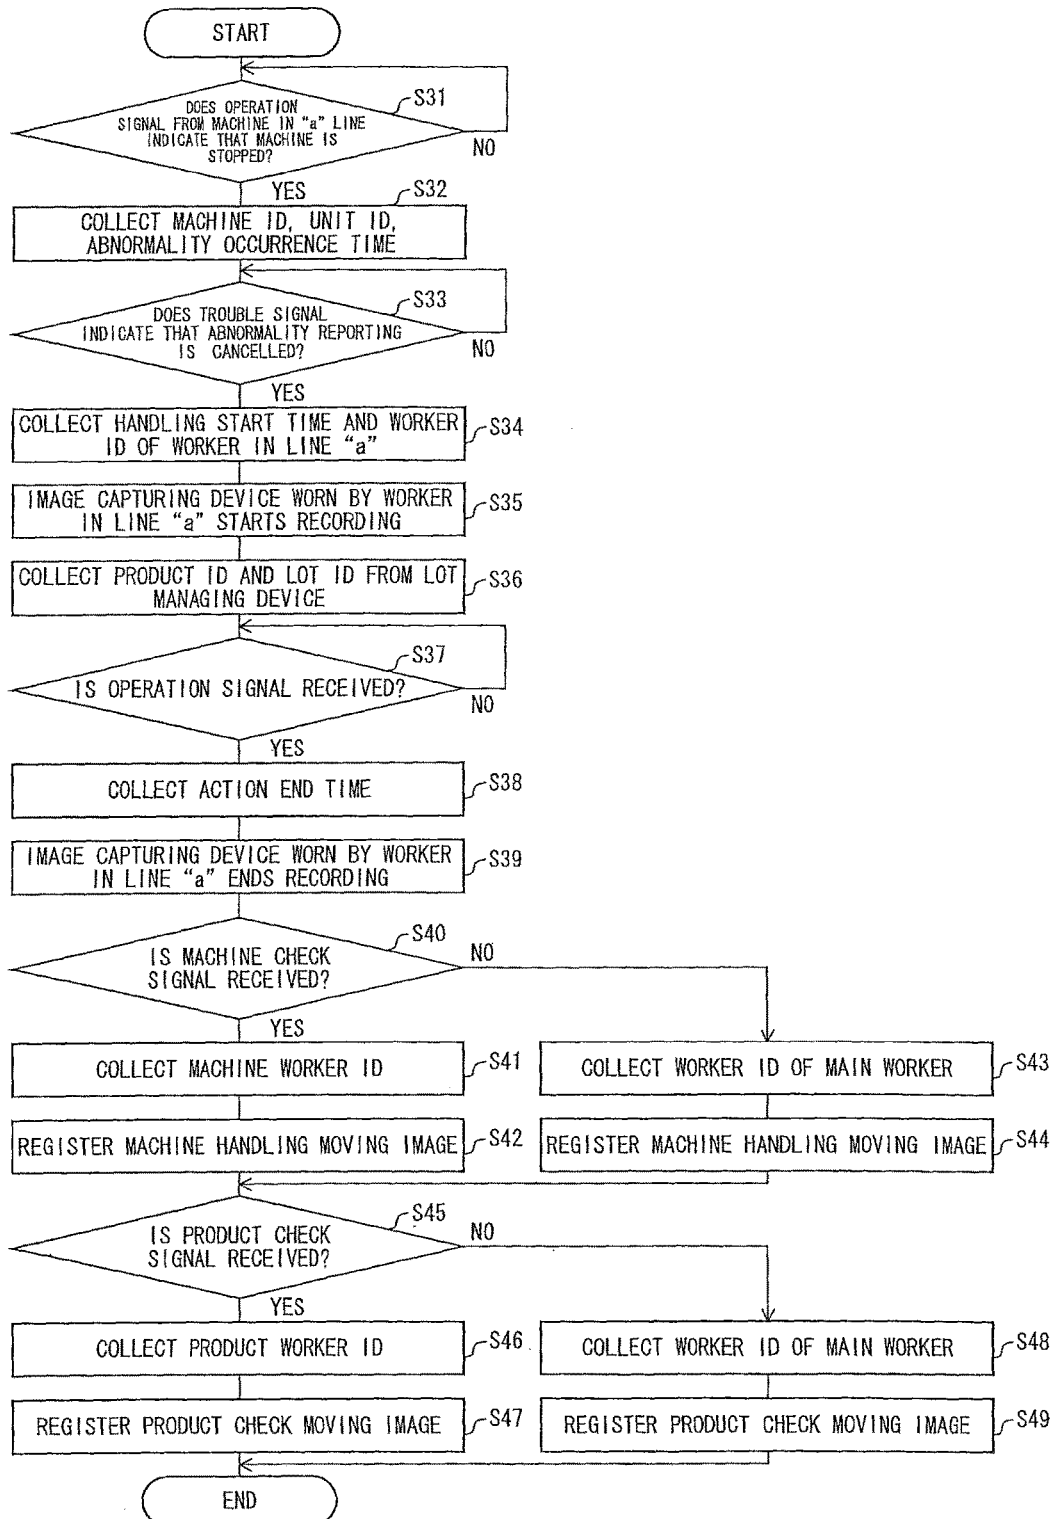 START
S31
DOES OPERATION
SIGNAL FROM MACHINE IN "a" LINE
INDICATE THAT MACHINE IS
STOPPED?
NO
YES
S32
COLLECT MACHINE ID, UNIT ID,
ABNORMALITY OCCURRENCE TIME
S33
DOES TROUBLE SIGNAL
INDICATE THAT ABNORMALITY REPORTING
IS CANCELLED?
NO
YES
COLLECT HANDLING START TIME AND WORKER
ID OF WORKER IN LINE "a"
S34
IMAGE CAPTURING DEVICE WORN BY WORKER
IN LINE "a" STARTS RECORDING
S35
COLLECT PRODUCT ID AND LOT ID FROM LOT
MANAGING DEVICE
S36
S37
IS OPERATION SIGNAL RECEIVED?
NO
YES
COLLECT ACTION END TIME
S38
IMAGE CAPTURING DEVICE WORN BY WORKER
IN LINE "a" ENDS RECORDING
S39
S40
IS MACHINE CHECK
SIGNAL RECEIVED?
NO
YES
COLLECT MACHINE WORKER ID
S41
COLLECT WORKER ID OF MAIN WORKER
S43
REGISTER MACHINE HANDLING MOVING IMAGE
S42
REGISTER MACHINE HANDLING MOVING IMAGE
S44
S45
IS PRODUCT CHECK
SIGNAL RECEIVED?
NO
YES
COLLECT PRODUCT WORKER ID
S46
COLLECT WORKER ID OF MAIN WORKER
S48
REGISTER PRODUCT CHECK MOVING IMAGE
S47
REGISTER PRODUCT CHECK MOVING IMAGE
S49
END